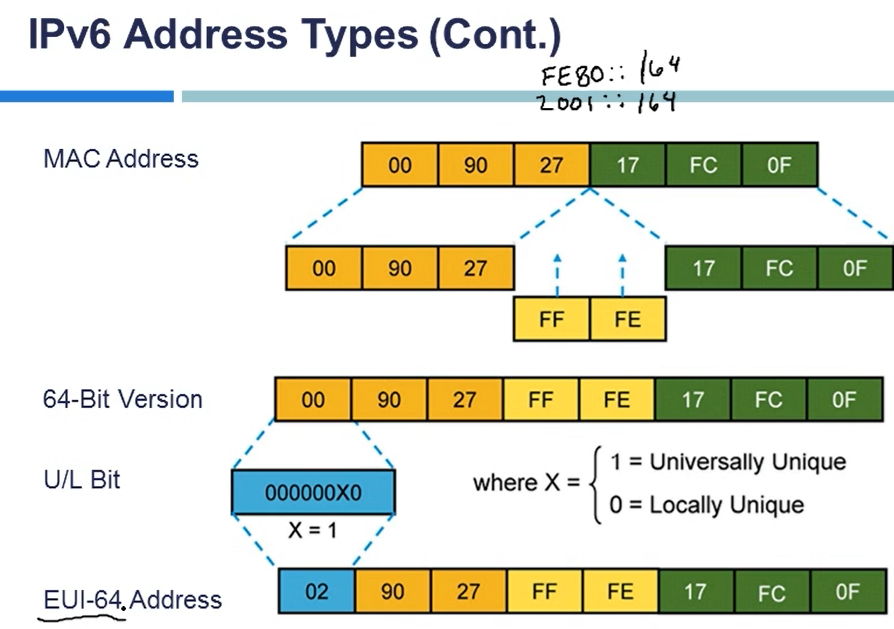 IPv6 Address Types (Cont.)
FE80:: /64
2001:: /64
MAC Address
00 90 27 17 FC 0F
00 90 27 17 FC 0F
FF FE
64-Bit Version
00 90 27 FF FE 17 FC 0F
U/L Bit
000000X0
X = 1
where X =
1 = Universally Unique
0 = Locally Unique
EUI-64 Address
02 90 27 FF FE 17 FC 0F